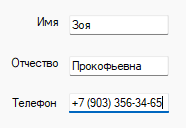 Имя Зоя
Отчество Прокофьевна
Телефон +7 (903) 356-34-65